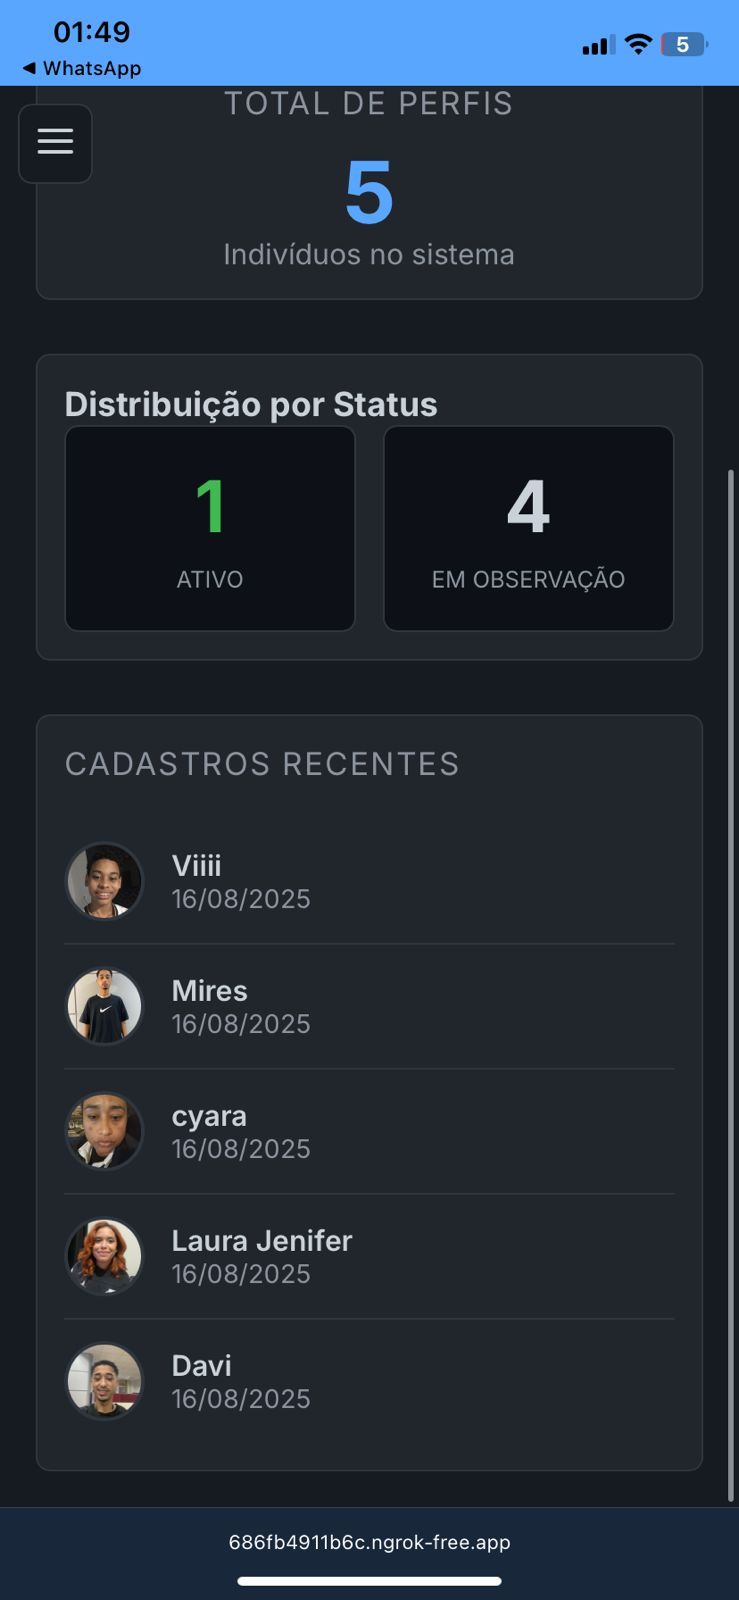 01:49
5
◀ WhatsApp
TOTAL DE PERFIS
5
Indivíduos no sistema
Distribuição por Status
1
4
ATIVO
EM OBSERVAÇÃO
CADASTROS RECENTES
Viiii
16/08/2025
Mires
16/08/2025
cyara
16/08/2025
Laura Jenifer
16/08/2025
Davi
16/08/2025
686fb4911b6c.ngrok-free.app